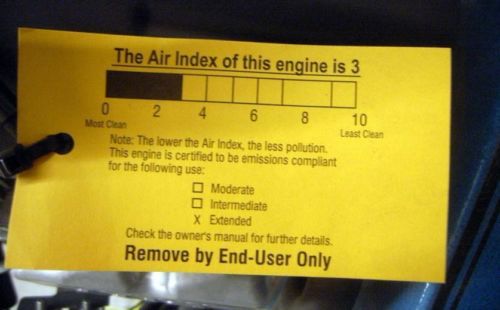 The Air Index of this engine is 3
0 2 4 6 8 10
Most Clean Least Clean
Note: The lower the Air Index, the less pollution.
This engine is certified to be emissions compliant
for the following use:
☐ Moderate
☐ Intermediate
X Extended
Check the owner's manual for further details.
Remove by End-User Only